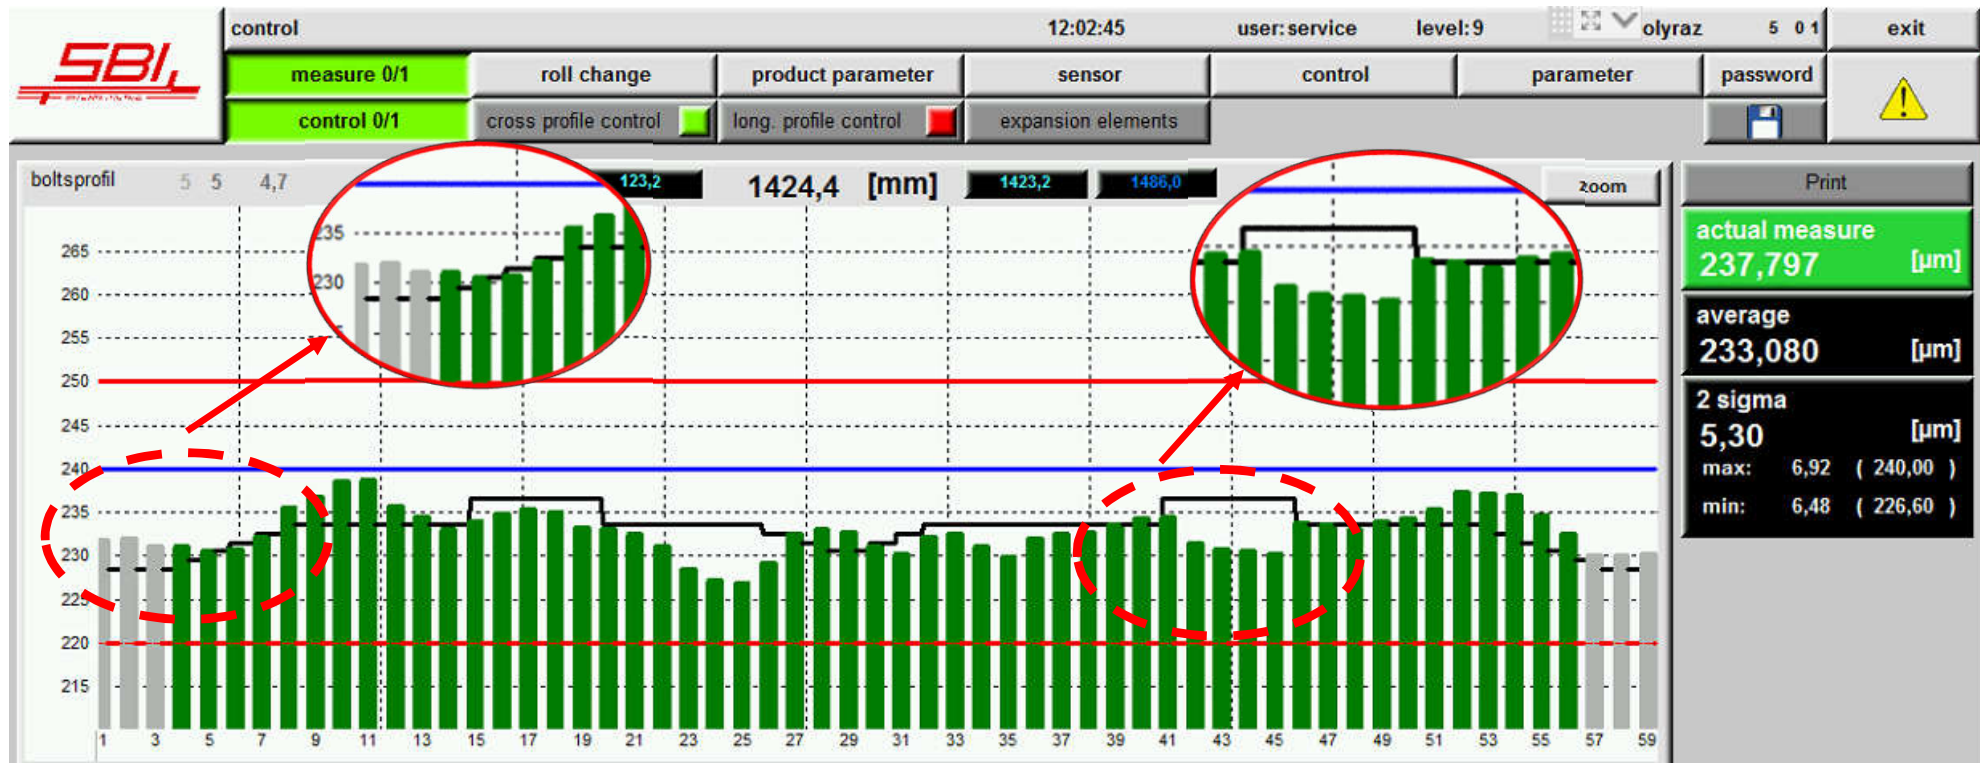 SBI
control 12:02:45 user:service level:9 olyraz 5 0 1 exit
measure 0/1 roll change product parameter sensor control parameter password
control 0/1 cross profile control long. profile control expansion elements
boltsprofil 5 5 4,7 123,2 1424,4 [mm] 1423,2 1486,0 zoom
Print
actual measure
237,797 [µm]
average
233,080 [µm]
2 sigma
5,30 [µm]
max: 6,92 ( 240,00 )
min: 6,48 ( 226,60 )
235
230
265
260
255
250
245
240
235
230
225
220
215
1 3 5 7 9 11 13 15 17 19 21 23 25 27 29 31 33 35 37 39 41 43 45 47 49 51 53 55 57 59